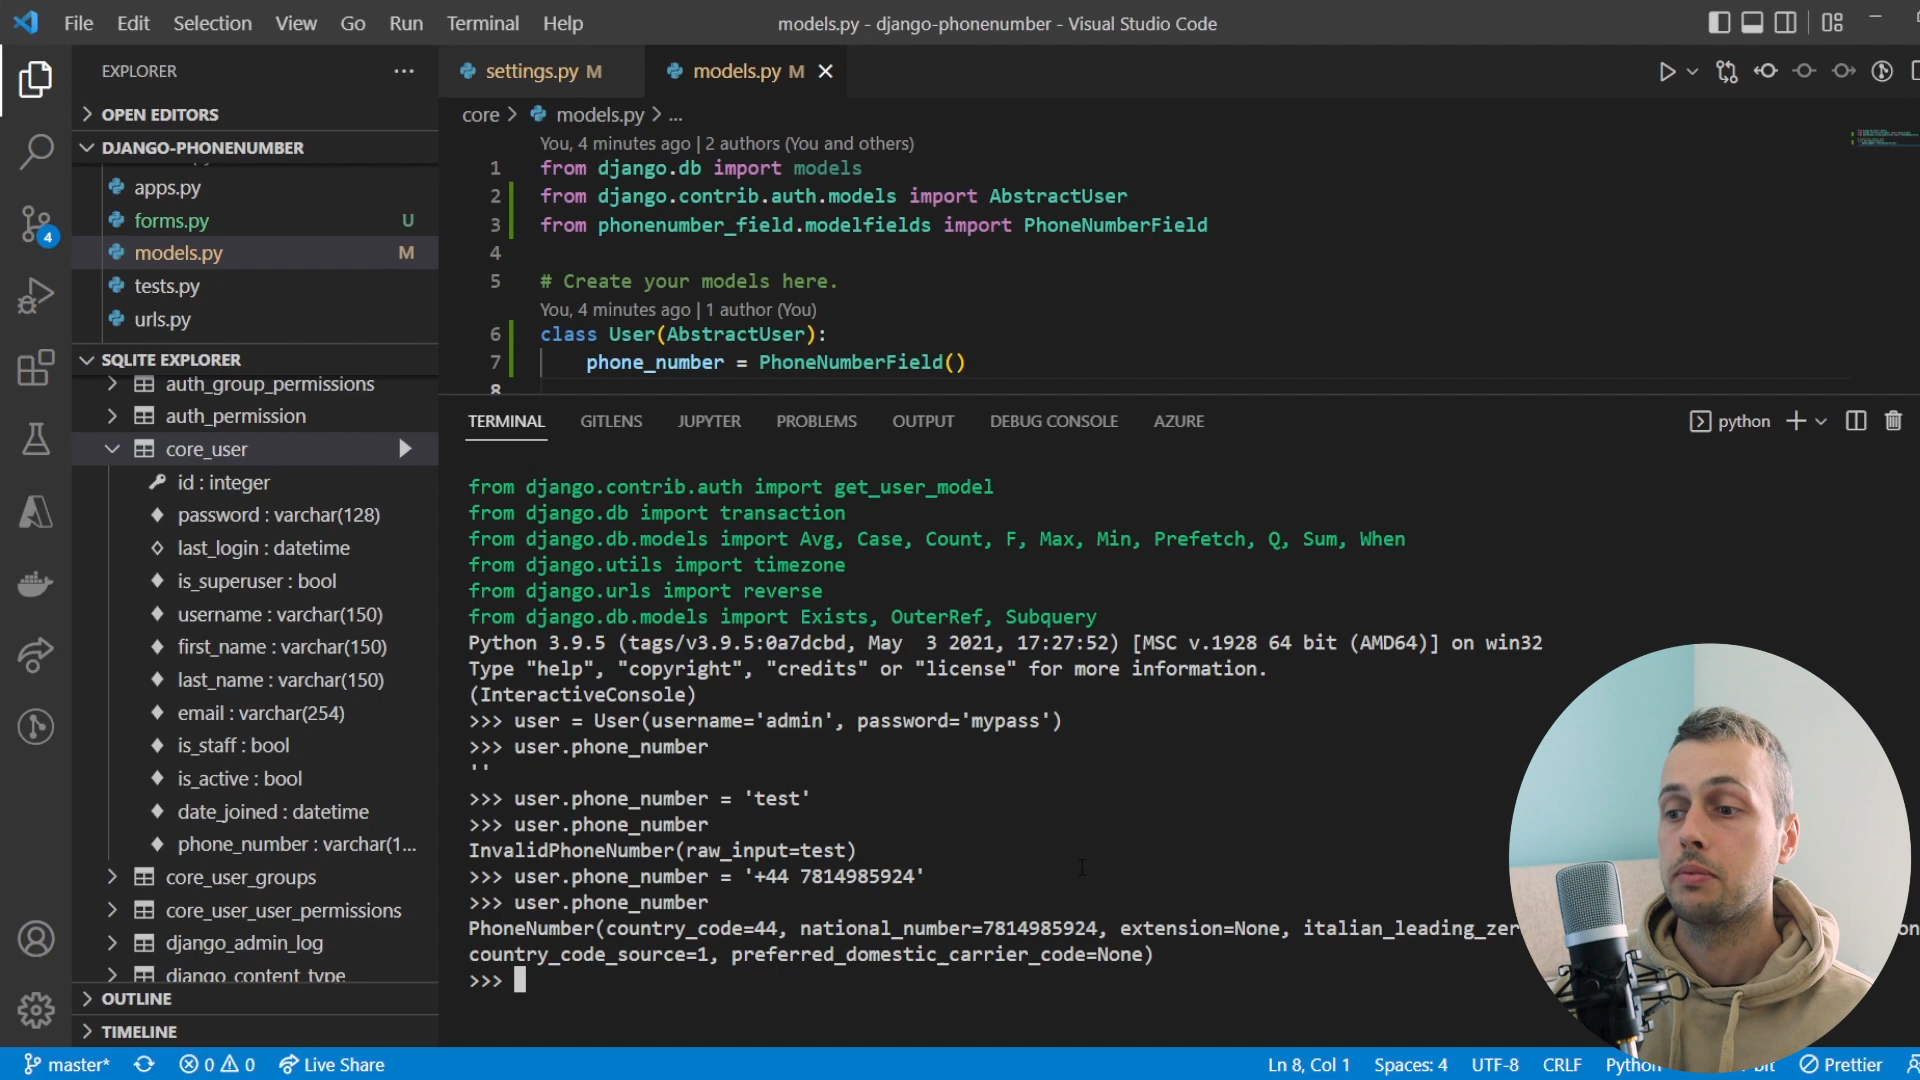 File Edit Selection View Go Run Terminal Help
models.py - django-phonenumber - Visual Studio Code
EXPLORER
OPEN EDITORS
DJANGO-PHONENUMBER
apps.py
forms.py U
models.py M
tests.py
urls.py
SQLITE EXPLORER
auth_group_permissions
auth_permission
core_user
id : integer
password : varchar(128)
last_login : datetime
is_superuser : bool
username : varchar(150)
first_name : varchar(150)
last_name : varchar(150)
email : varchar(254)
is_staff : bool
is_active : bool
date_joined : datetime
phone_number : varchar(1...
core_user_groups
core_user_user_permissions
django_admin_log
django_content_type
OUTLINE
TIMELINE
4
settings.py M models.py M
core > models.py > ...
You, 4 minutes ago | 2 authors (You and others)
1 from django.db import models
2 from django.contrib.auth.models import AbstractUser
3 from phonenumber_field.modelfields import PhoneNumberField
4
5 # Create your models here.
You, 4 minutes ago | 1 author (You)
6 class User(AbstractUser):
7 phone_number = PhoneNumberField()
8
TERMINAL GITLENS JUPYTER PROBLEMS OUTPUT DEBUG CONSOLE AZURE
python
from django.contrib.auth import get_user_model
from django.db import transaction
from django.db.models import Avg, Case, Count, F, Max, Min, Prefetch, Q, Sum, When
from django.utils import timezone
from django.urls import reverse
from django.db.models import Exists, OuterRef, Subquery
Python 3.9.5 (tags/v3.9.5:0a7dcbd, May  3 2021, 17:27:52) [MSC v.1928 64 bit (AMD64)] on win32
Type "help", "copyright", "credits" or "license" for more information.
(InteractiveConsole)
>>> user = User(username='admin', password='mypass')
>>> user.phone_number
''
>>> user.phone_number = 'test'
>>> user.phone_number
InvalidPhoneNumber(raw_input=test)
>>> user.phone_number = '+44 7814985924'
>>> user.phone_number
PhoneNumber(country_code=44, national_number=7814985924, extension=None, italian_leading_zer
country_code_source=1, preferred_domestic_carrier_code=None)
>>>
master* 0 0 Live Share
Ln 8, Col 1 Spaces: 4 UTF-8 CRLF Python Prettier